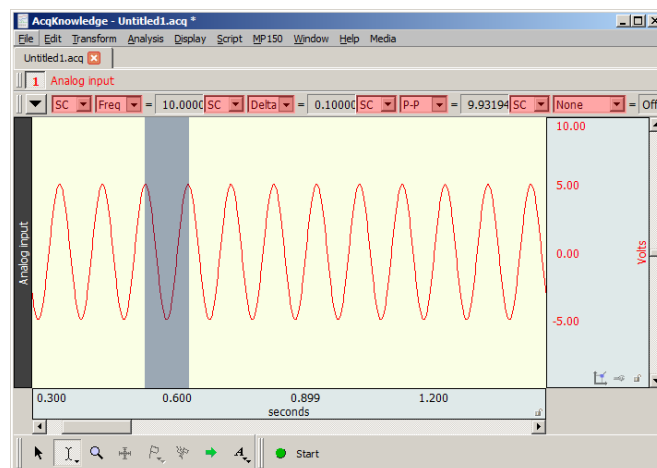 AcqKnowledge - Untitled1.acq *
File Edit Transform Analysis Display Script MP150 Window Help Media
Untitled1.acq
1 Analog input
SC Freq = 10.0000 SC Delta = 0.10000 SC P-P = 9.93194 SC None = Off
Analog input
10.00
5.00
0.00
-5.00
Volts
0.300 0.600 0.899 1.200
seconds
Start